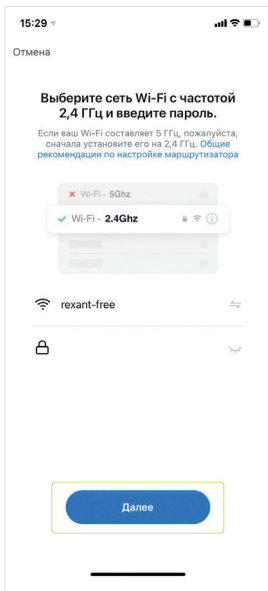 15:29
Отмена
Выберите сеть Wi-Fi с частотой
2,4 ГГц и введите пароль.
Если ваш Wi-Fi составляет 5 ГГц, пожалуйста,
сначала установите его на 2,4 ГГц. Общие
рекомендации по настройке маршрутизатора
Wi-Fi - 5Ghz
Wi-Fi - 2.4Ghz
rexant-free
Далее